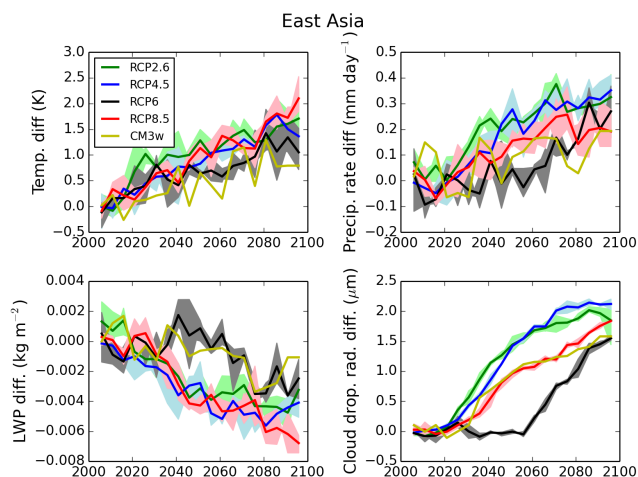 East Asia
Temp. diff (K)
3.0
2.5
2.0
1.5
1.0
0.5
0.0
−0.5
2000 2020 2040 2060 2080 2100
RCP2.6
RCP4.5
RCP6
RCP8.5
CM3w
Precip. rate diff (mm day⁻¹)
0.5
0.4
0.3
0.2
0.1
0.0
−0.1
−0.2
2000 2020 2040 2060 2080 2100
LWP diff. (kg m⁻²)
0.004
0.002
0.000
−0.002
−0.004
−0.006
−0.008
2000 2020 2040 2060 2080 2100
Cloud drop. rad. diff. (μm)
2.5
2.0
1.5
1.0
0.5
0.0
−0.5
2000 2020 2040 2060 2080 2100